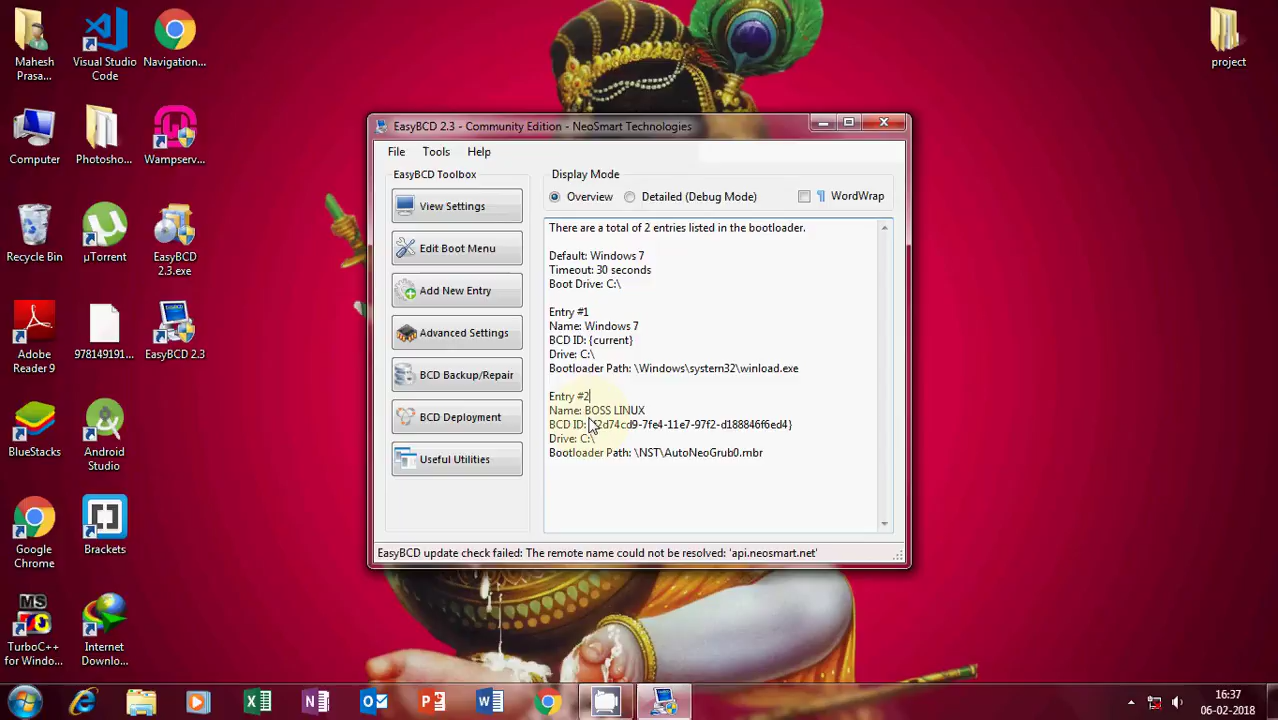 Mahesh Prasa...
Visual Studio Code
Navigation...
project
Computer
Photosho...
Wampserv...
Recycle Bin
µTorrent
EasyBCD 2.3.exe
Adobe Reader 9
978149191...
EasyBCD 2.3
BlueStacks
Android Studio
Google Chrome
Brackets
MS
TurboC++ for Windo...
Internet Downlo...
EasyBCD 2.3 - Community Edition - NeoSmart Technologies
File Tools Help
EasyBCD Toolbox
View Settings
Edit Boot Menu
Add New Entry
Advanced Settings
BCD Backup/Repair
BCD Deployment
Useful Utilities
Display Mode
Overview Detailed (Debug Mode) ¶ WordWrap
There are a total of 2 entries listed in the bootloader.
Default: Windows 7
Timeout: 30 seconds
Boot Drive: C:\
Entry #1
Name: Windows 7
BCD ID: {current}
Drive: C:\
Bootloader Path: \Windows\system32\winload.exe
Entry #2
Name: BOSS LINUX
BCD ID: 2d74cd9-7fe4-11e7-97f2-d188846f6ed4}
Drive: C:\
Bootloader Path: \NST\AutoNeoGrub0.mbr
EasyBCD update check failed: The remote name could not be resolved: 'api.neosmart.net'
16:37
06-02-2018